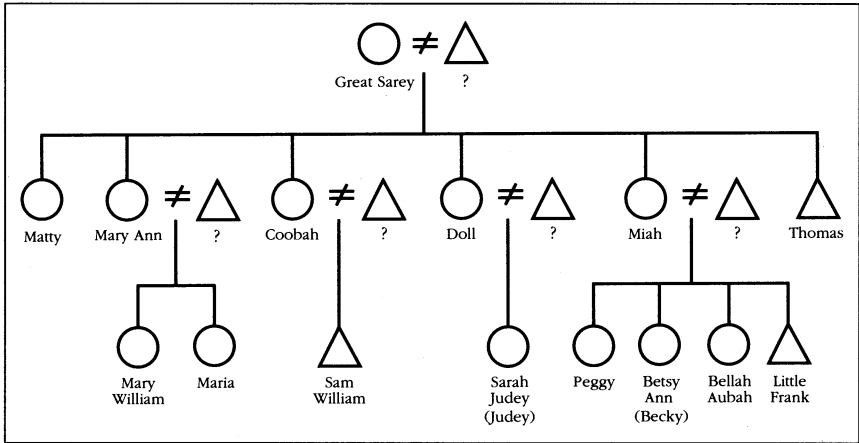 Great Sarey ?
Matty Mary Ann ? Coobah ? Doll ? Miah ? Thomas
Mary
William
Maria
Sam
William
Sarah
Judey
(Judey)
Peggy
Betsy
Ann
(Becky)
Bellah
Aubah
Little
Frank